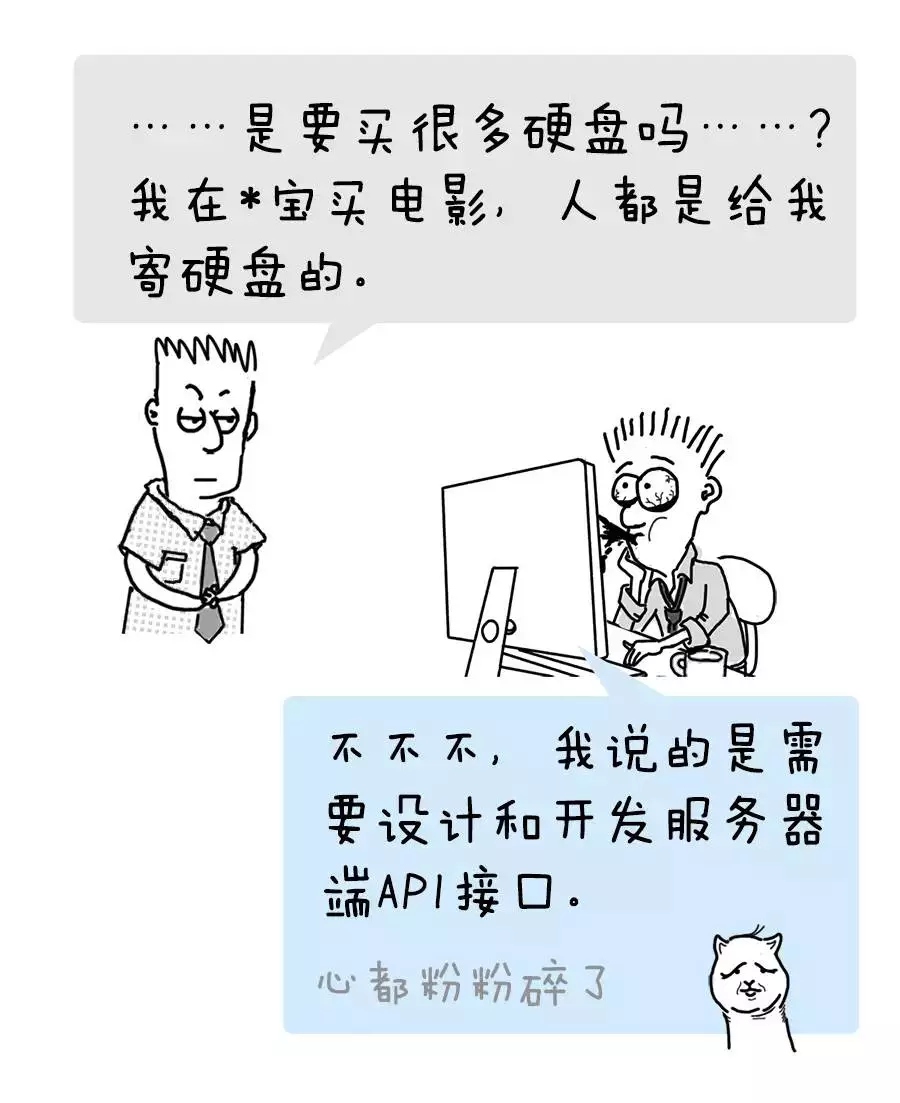 ……是要买很多硬盘吗……?
我在*宝买电影, 人都是给我
寄硬盘的。
不不不, 我说的是需
要设计和开发服务器
端API接口。
心都粉粉碎了